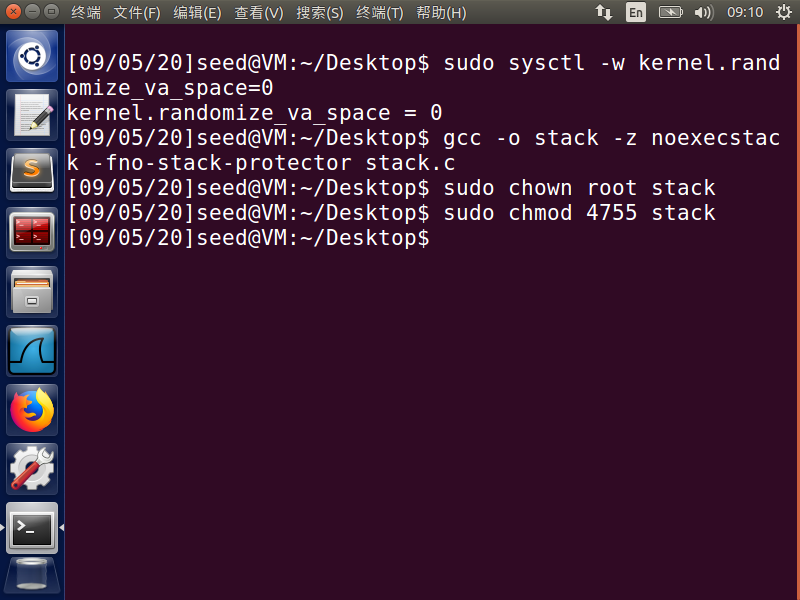 终端 文件(F) 编辑(E) 查看(V) 搜索(S) 终端(T) 帮助(H) En 09:10
[09/05/20]seed@VM:~/Desktop$ sudo sysctl -w kernel.rand
omize_va_space=0
kernel.randomize_va_space = 0
[09/05/20]seed@VM:~/Desktop$ gcc -o stack -z noexecstac
k -fno-stack-protector stack.c
[09/05/20]seed@VM:~/Desktop$ sudo chown root stack
[09/05/20]seed@VM:~/Desktop$ sudo chmod 4755 stack
[09/05/20]seed@VM:~/Desktop$